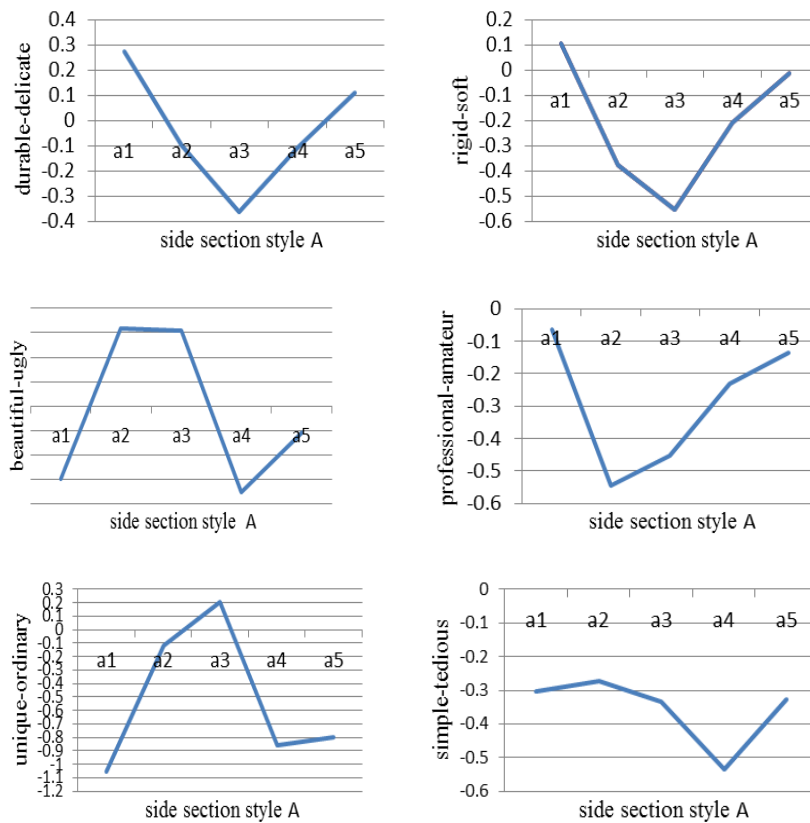 0.4
0.3
0.2
0.1
0
-0.1
-0.2
-0.3
-0.4
durable-delicate
a1 a2 a3 a4 a5
side section style A
0.2
0.1
0
-0.1
-0.2
-0.3
-0.4
-0.5
-0.6
rigid-soft
a1 a2 a3 a4 a5
side section style A
beautiful-ugly
a1 a2 a3 a4 a5
side section style A
0
-0.1
-0.2
-0.3
-0.4
-0.5
-0.6
professional-amateur
a1 a2 a3 a4 a5
side section style A
0.3
0.2
0.1
0
-0.1
-0.2
-0.3
-0.4
-0.5
-0.6
-0.7
-0.8
-0.9
-1
-1.1
-1.2
unique-ordinary
a1 a2 a3 a4 a5
side section style A
0
-0.1
-0.2
-0.3
-0.4
-0.5
-0.6
simple-tedious
a1 a2 a3 a4 a5
side section style A